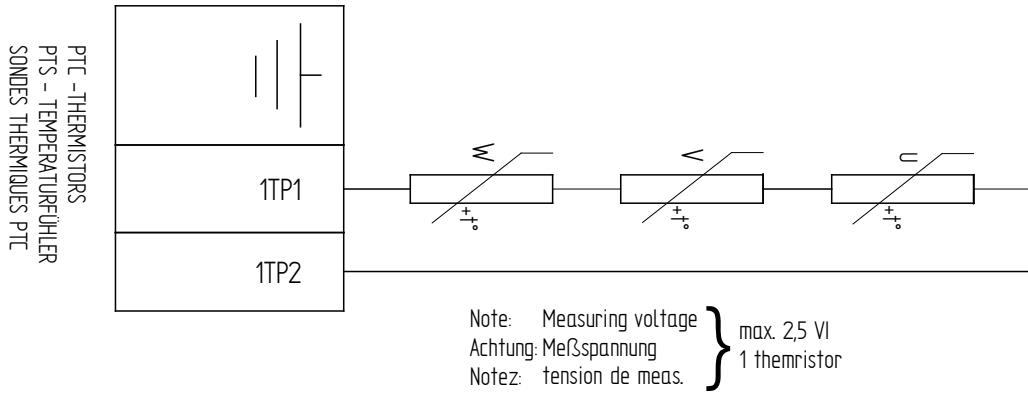 PTC -THERMISTORS
PTS - TEMPERATURFÜHLER
SONDES THERMIQUES PTC
1TP1
1TP2
W
V
U
+t°
+t°
+t°
Note: Measuring voltage
Achtung: Meßspannung
Notez: tension de meas.
max. 2,5 VI
1 themristor